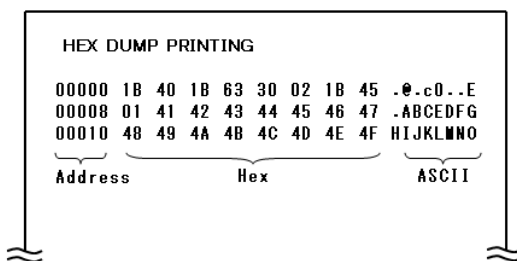 HEX DUMP PRINTING
00000 1B 40 1B 63 30 02 1B 45 .@.c0..E
00008 01 41 42 43 44 45 46 47 .ABCEDFG
00010 48 49 4A 4B 4C 4D 4E 4F HIJKLMNO
Address Hex ASCII